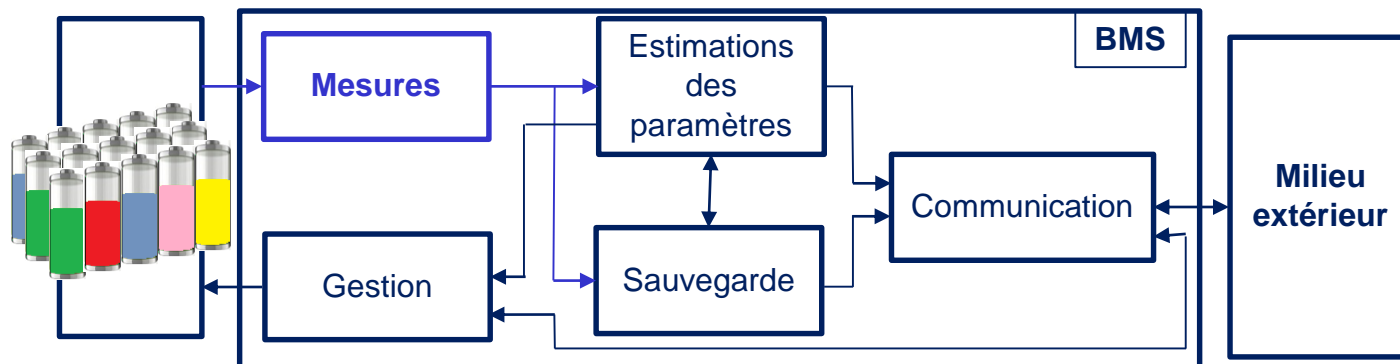 BMS
Mesures
Estimations
des
paramètres
Communication
Milieu
extérieur
Gestion
Sauvegarde